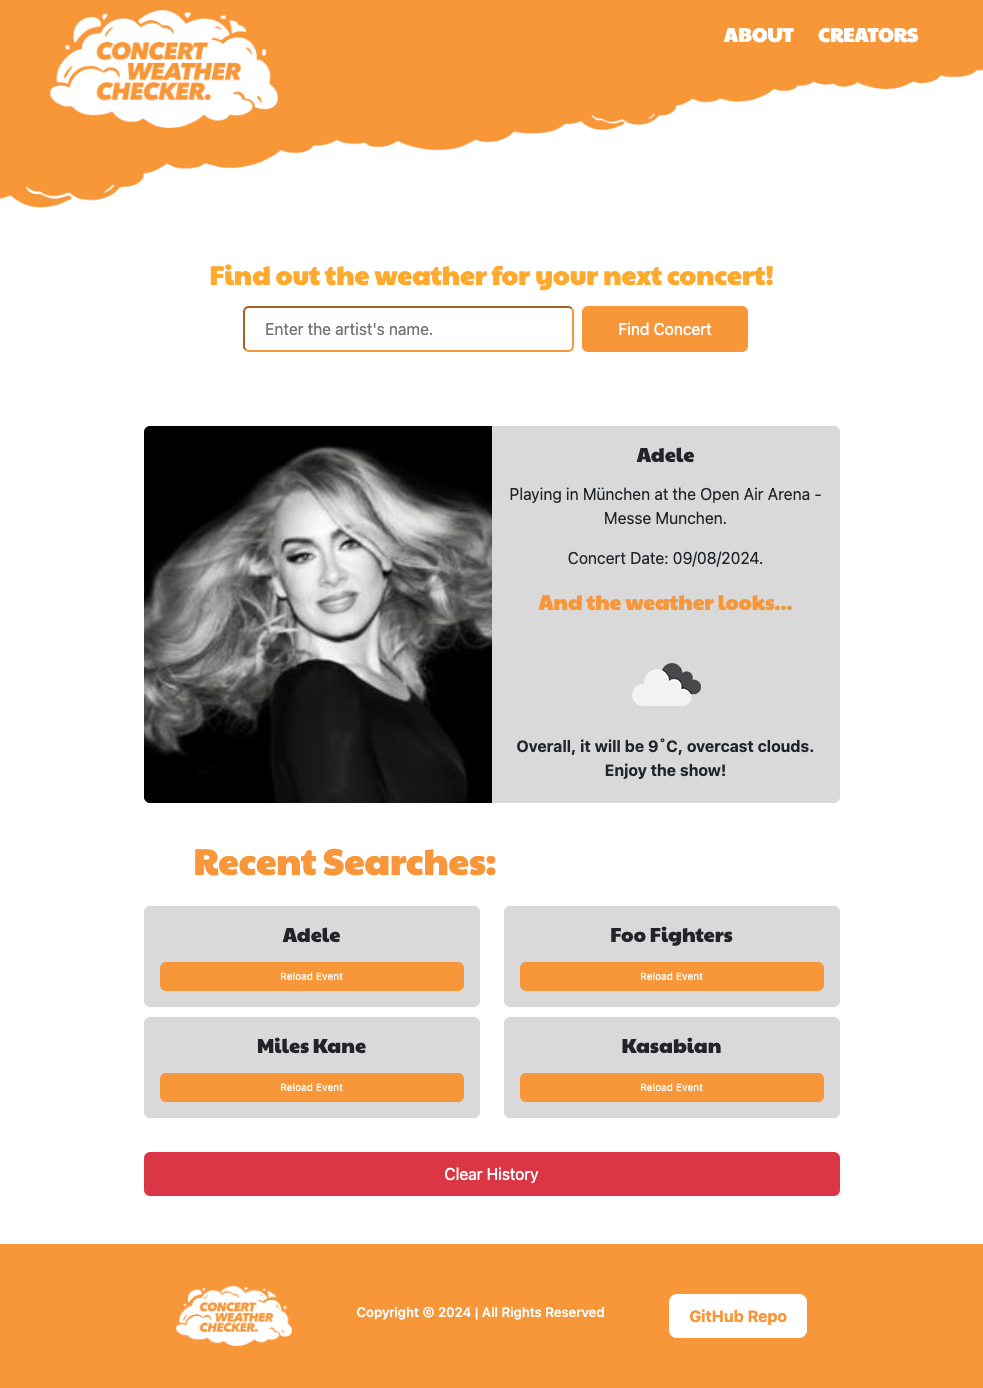 CONCERT
WEATHER
CHECKER.
ABOUT CREATORS
Find out the weather for your next concert!
Enter the artist's name.
Find Concert
Adele
Playing in München at the Open Air Arena -
Messe Munchen.
Concert Date: 09/08/2024.
And the weather looks...
Overall, it will be 9˚C, overcast clouds.
Enjoy the show!
Recent Searches:
Adele
Reload Event
Foo Fighters
Reload Event
Miles Kane
Reload Event
Kasabian
Reload Event
Clear History
CONCERT
WEATHER
CHECKER.
Copyright © 2024 | All Rights Reserved
GitHub Repo